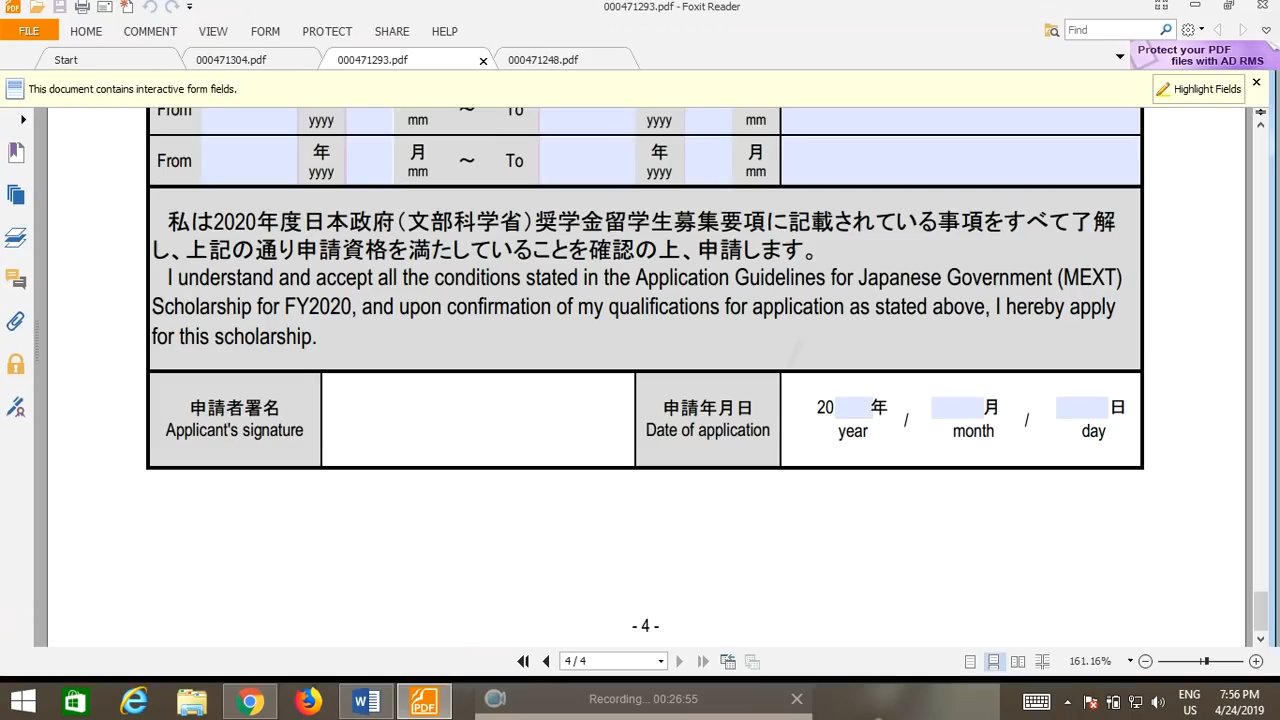 000471293.pdf - Foxit Reader
FILE HOME COMMENT VIEW FORM PROTECT SHARE HELP Find
Start 000471304.pdf 000471293.pdf 000471248.pdf
Protect your PDF
files with AD RMS
This document contains interactive form fields. Highlight Fields
From 年 月 ～ To 年 月
yyyy mm yyyy mm
From 年 月 ～ To 年 月
yyyy mm yyyy mm
私は2020年度日本政府（文部科学省）奨学金留学生募集要項に記載されている事項をすべて了解
し、上記の通り申請資格を満たしていることを確認の上、申請します。
I understand and accept all the conditions stated in the Application Guidelines for Japanese Government (MEXT)
Scholarship for FY2020, and upon confirmation of my qualifications for application as stated above, I hereby apply
for this scholarship.
申請者署名 申請年月日 20 年 / 月 / 日
Applicant's signature Date of application year month day
- 4 -
4 / 4 161.16%
Recording... 00:26:55
ENG 7:56 PM
US 4/24/2019